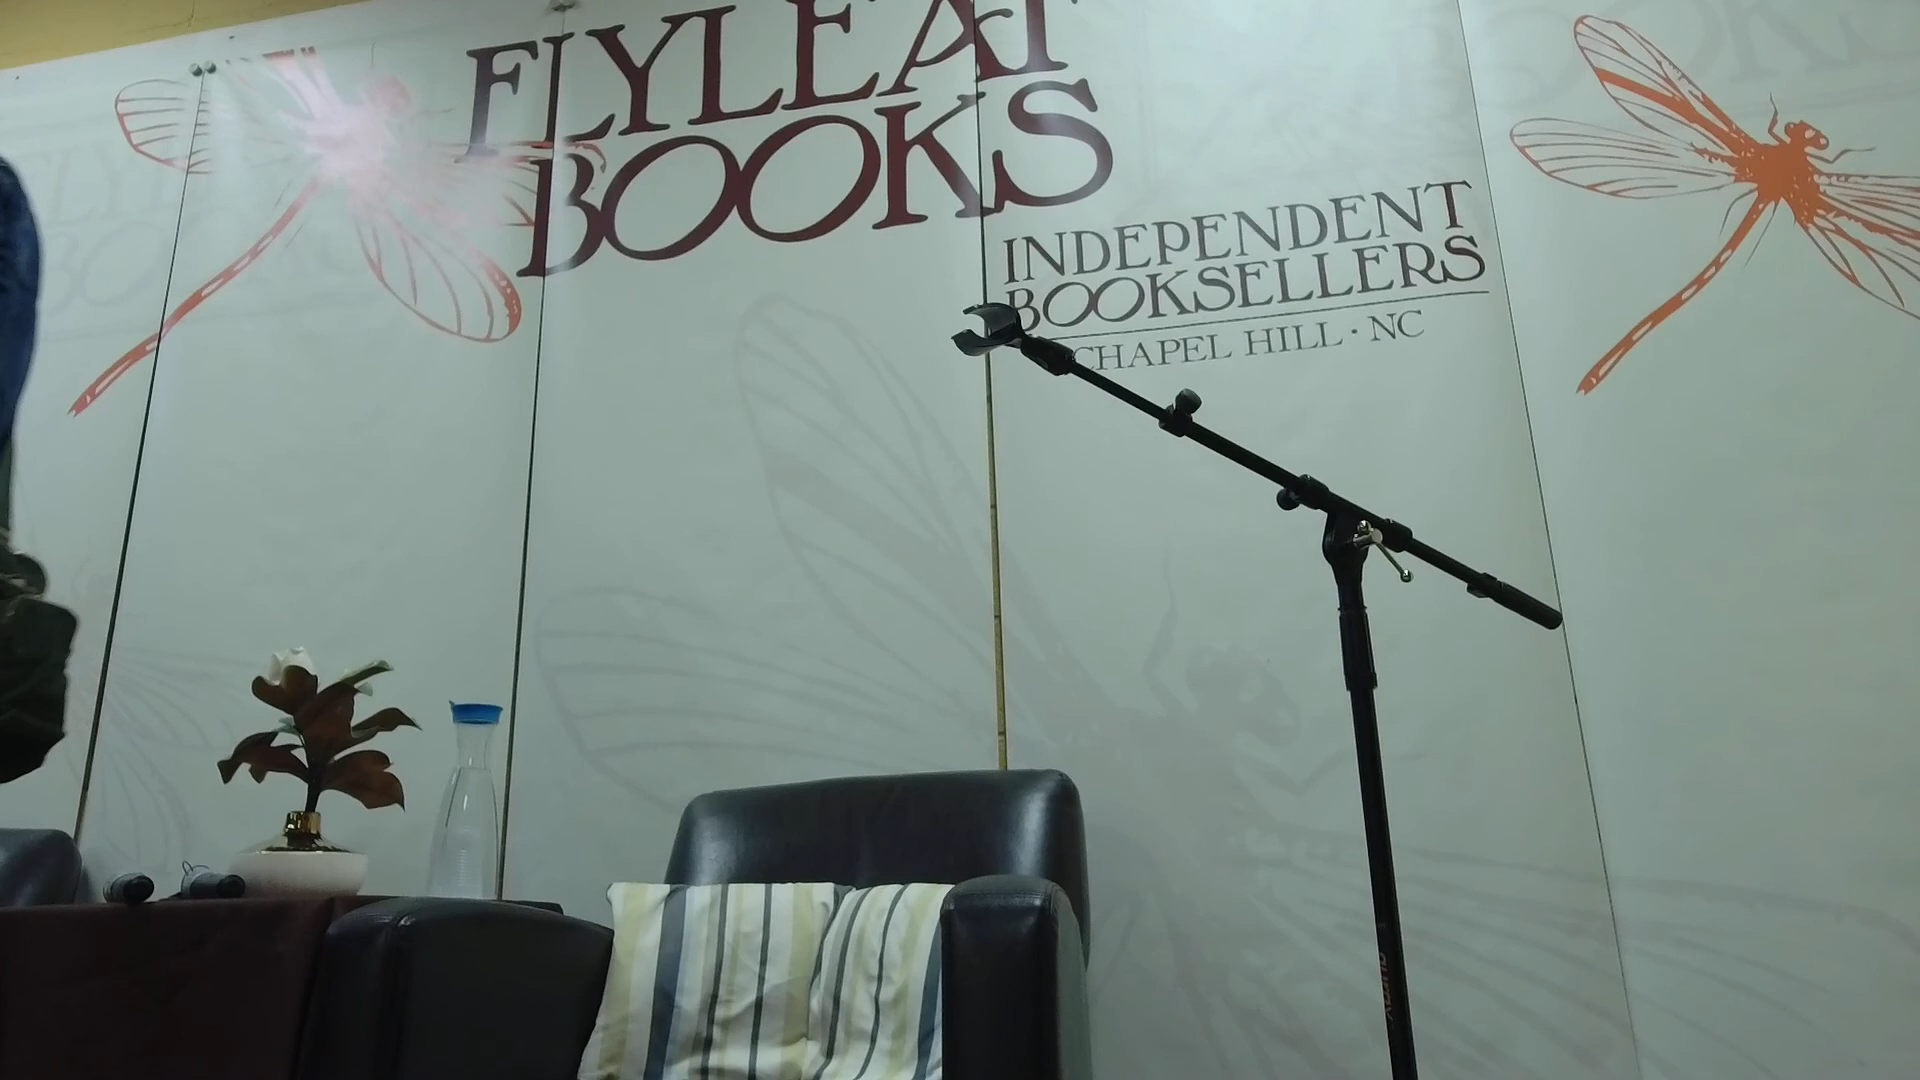 FLYLEAF
BOOKS
INDEPENDENT
BOOKSELLERS
CHAPEL HILL · NC